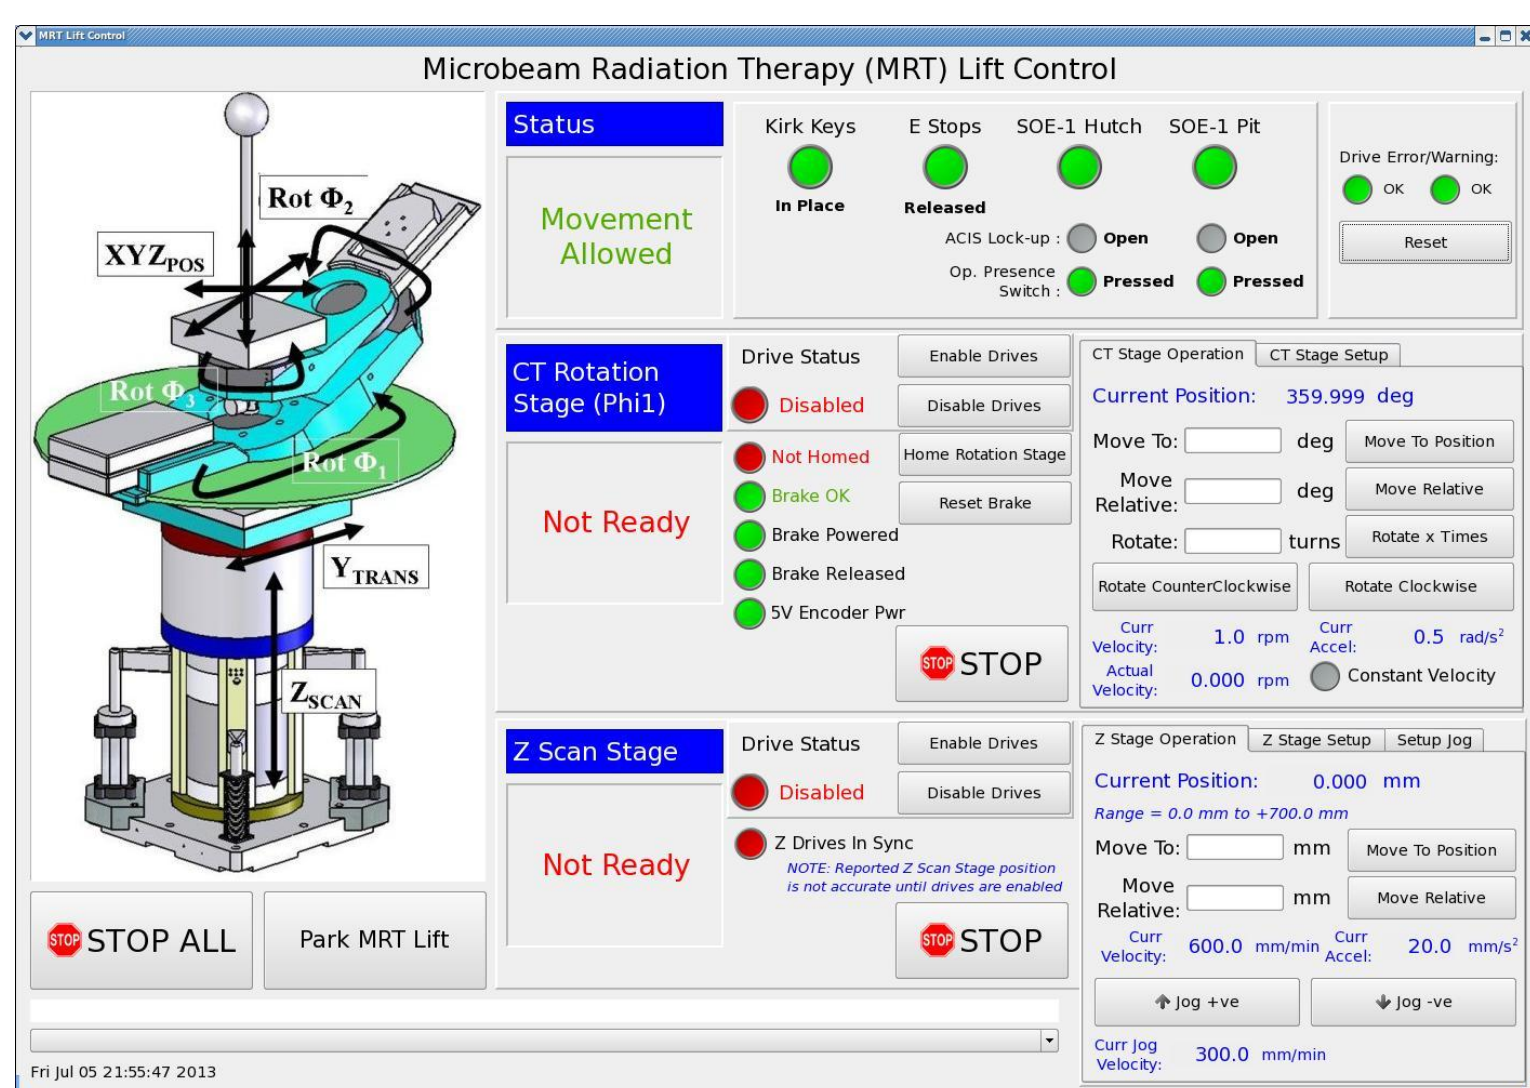 MRT Lift Control
Microbeam Radiation Therapy (MRT) Lift Control
Rot Φ2
XYZPOS
Rot Φ3
Rot Φ1
YTRANS
ZSCAN
STOP STOP ALL
Park MRT Lift
Fri Jul 05 21:55:47 2013
Status
Movement
Allowed
Kirk Keys E Stops SOE-1 Hutch SOE-1 Pit
In Place Released
ACIS Lock-up : Open Open
Op. Presence
Switch : Pressed Pressed
Drive Error/Warning:
OK OK
Reset
CT Rotation
Stage (Phi1)
Not Ready
Drive Status
Disabled
Enable Drives
Disable Drives
Not Homed
Home Rotation Stage
Brake OK
Reset Brake
Brake Powered
Brake Released
5V Encoder Pwr
STOP STOP
CT Stage Operation CT Stage Setup
Current Position: 359.999 deg
Move To: deg Move To Position
Move
Relative: deg Move Relative
Rotate: turns Rotate x Times
Rotate CounterClockwise Rotate Clockwise
Curr
Velocity: 1.0 rpm
Curr
Accel: 0.5 rad/s²
Actual
Velocity: 0.000 rpm
Constant Velocity
Z Scan Stage
Not Ready
Drive Status
Disabled
Enable Drives
Disable Drives
Z Drives In Sync
NOTE: Reported Z Scan Stage position
is not accurate until drives are enabled
STOP STOP
Z Stage Operation Z Stage Setup Setup Jog
Current Position: 0.000 mm
Range = 0.0 mm to +700.0 mm
Move To: mm Move To Position
Move
Relative: mm Move Relative
Curr
Velocity: 600.0 mm/min
Curr
Accel: 20.0 mm/s²
Jog +ve Jog -ve
Curr Jog
Velocity: 300.0 mm/min